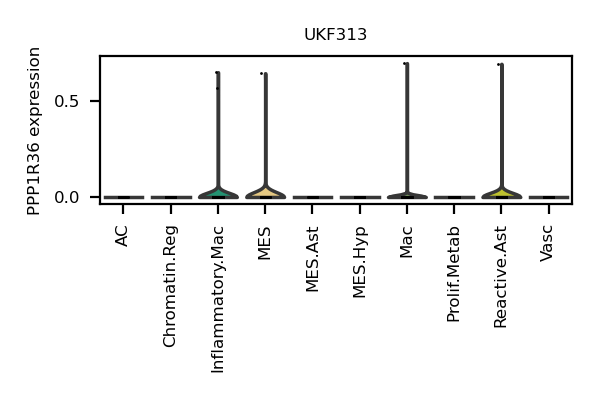 UKF313
PPP1R36 expression
0.5
0.0
AC
Chromatin.Reg
Inflammatory.Mac
MES
MES.Ast
MES.Hyp
Mac
Prolif.Metab
Reactive.Ast
Vasc